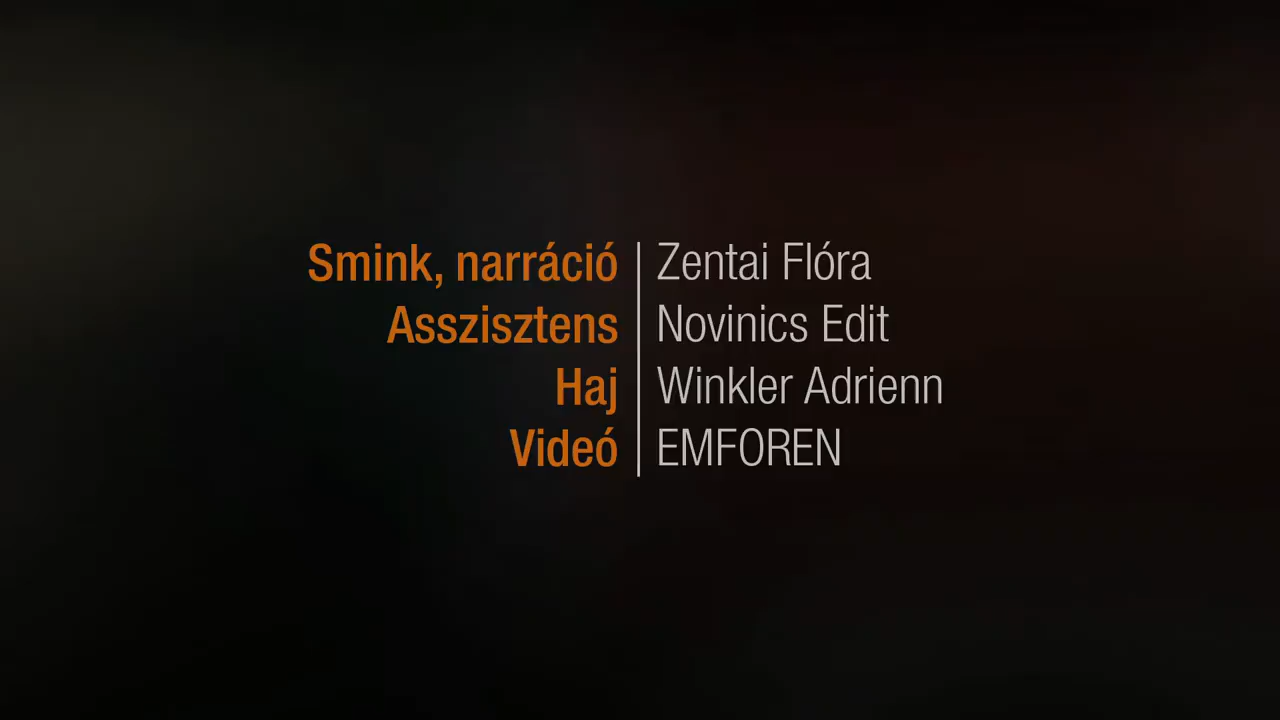 Smink, narráció Zentai Flóra
Asszisztens Novinics Edit
Haj Winkler Adrienn
Videó EMFOREN